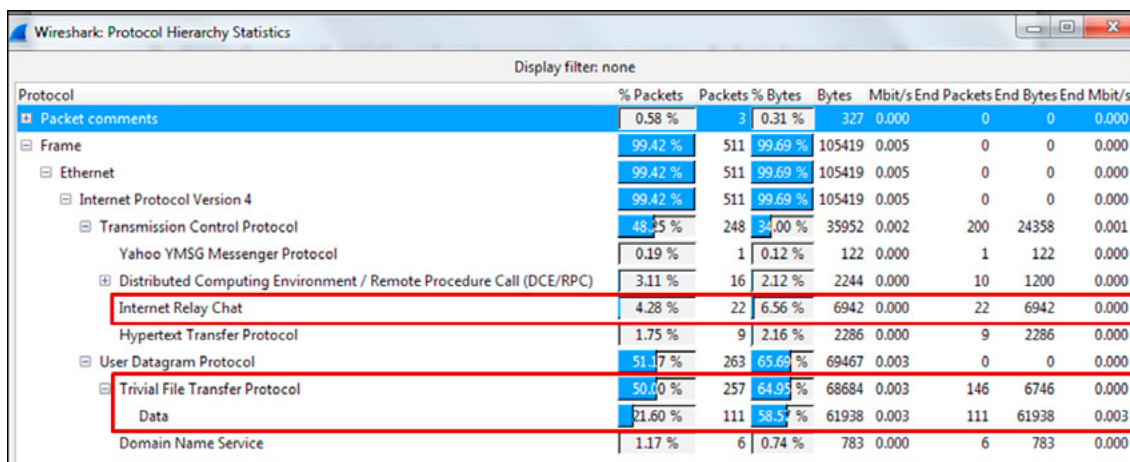 Wireshark: Protocol Hierarchy Statistics
Display filter: none
Protocol % Packets Packets % Bytes Bytes Mbit/s End Packets End Bytes End Mbit/s
Packet comments 0.58 % 3 0.31 % 327 0.000 0 0 0.000
Frame 99.42 % 511 99.69 % 105419 0.005 0 0 0.000
Ethernet 99.42 % 511 99.69 % 105419 0.005 0 0 0.000
Internet Protocol Version 4 99.42 % 511 99.69 % 105419 0.005 0 0 0.000
Transmission Control Protocol 48.25 % 248 34.00 % 35952 0.002 200 24358 0.001
Yahoo YMSG Messenger Protocol 0.19 % 1 0.12 % 122 0.000 1 122 0.000
Distributed Computing Environment / Remote Procedure Call (DCE/RPC) 3.11 % 16 2.12 % 2244 0.000 10 1200 0.000
Internet Relay Chat 4.28 % 22 6.56 % 6942 0.000 22 6942 0.000
Hypertext Transfer Protocol 1.75 % 9 2.16 % 2286 0.000 9 2286 0.000
User Datagram Protocol 51.17 % 263 65.69 % 69467 0.003 0 0 0.000
Trivial File Transfer Protocol 50.00 % 257 64.95 % 68684 0.003 146 6746 0.000
Data 21.60 % 111 58.57 % 61938 0.003 111 61938 0.003
Domain Name Service 1.17 % 6 0.74 % 783 0.000 6 783 0.000